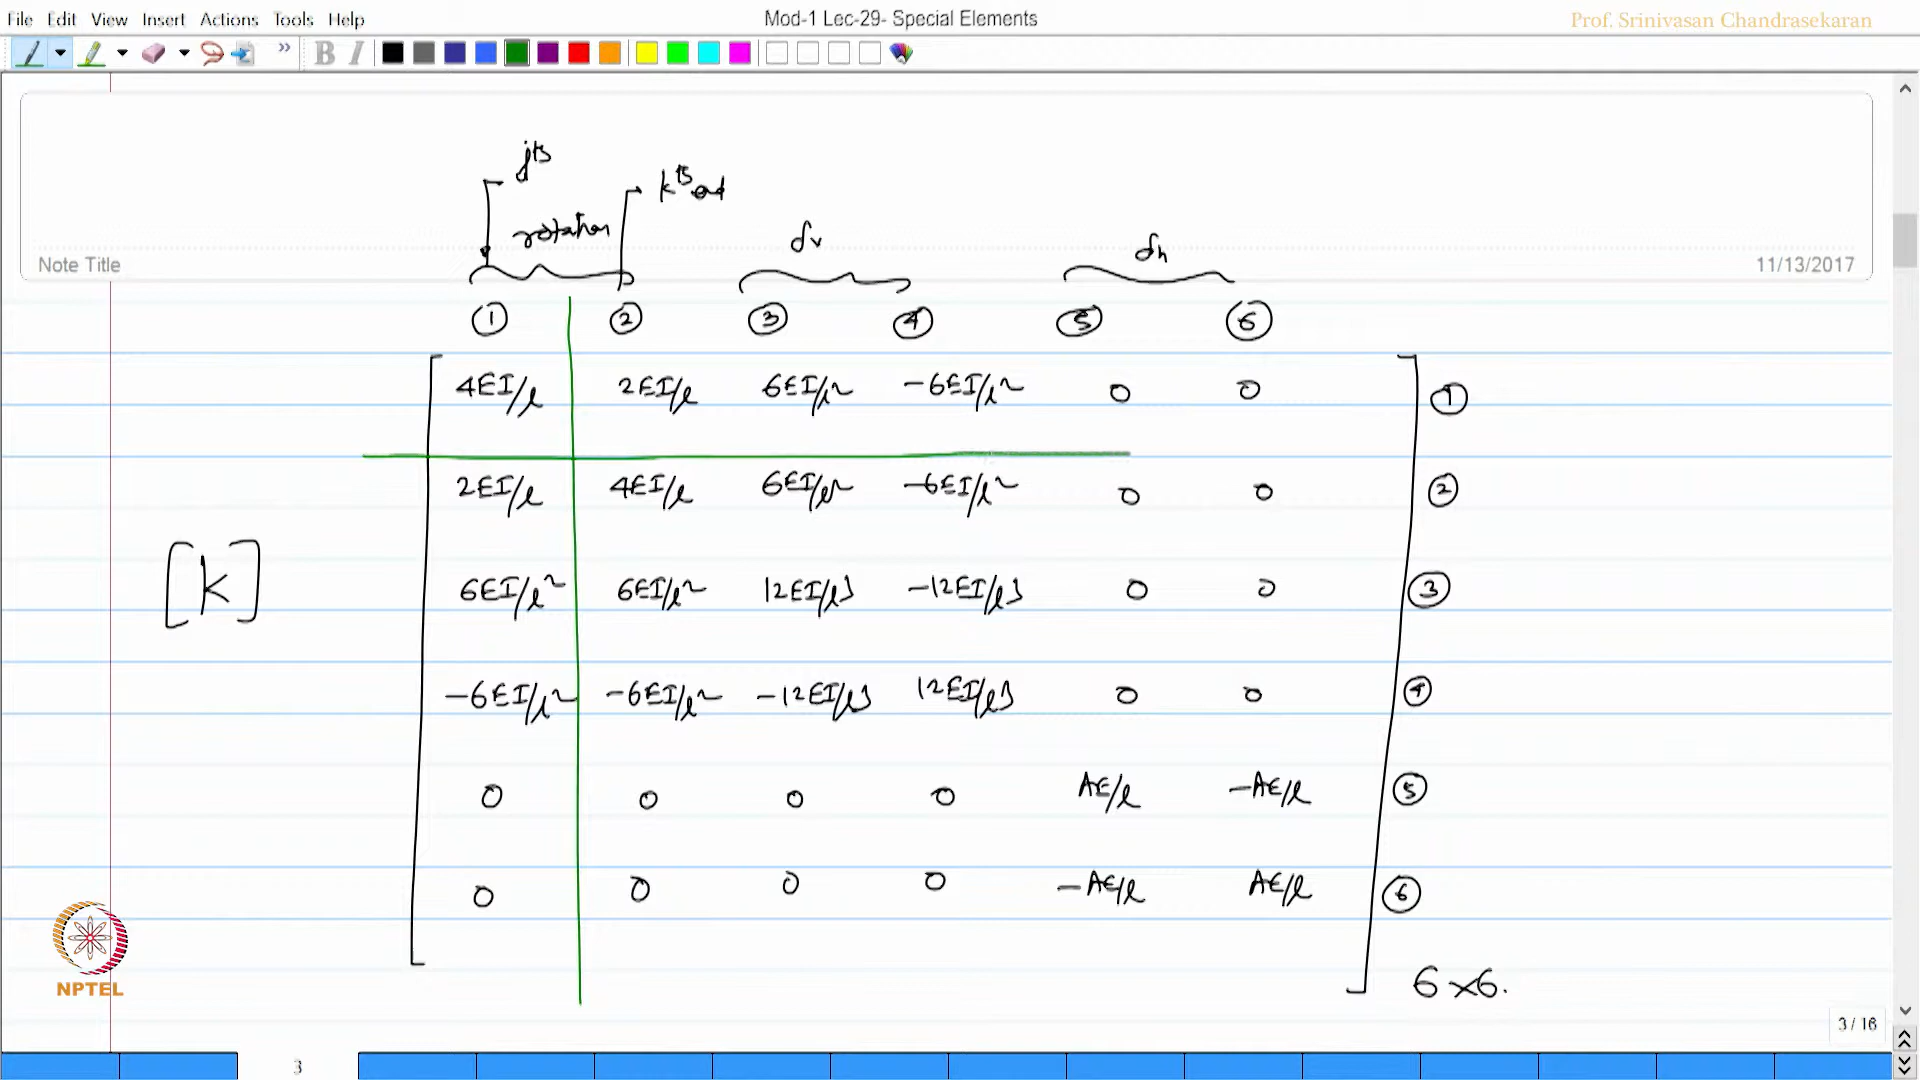 File Edit View Insert Actions Tools Help
Mod-1 Lec-29- Special Elements
Prof. Srinivasan Chandrasekaran
B I
jth
kth end
rotation
δv
δh
Note Title
11/13/2017
① ② ③ ④ ⑤ ⑥
4EI/l 2EI/l 6EI/l² -6EI/l² 0 0 ①
2EI/l 4EI/l 6EI/l² -6EI/l² 0 0 ②
[K]
6EI/l² 6EI/l² 12EI/l³ -12EI/l³ 0 0 ③
-6EI/l² -6EI/l² -12EI/l³ 12EI/l³ 0 0 ④
0 0 0 0 AE/l -AE/l ⑤
0 0 0 0 -AE/l AE/l ⑥
6×6.
NPTEL
3 / 16
3